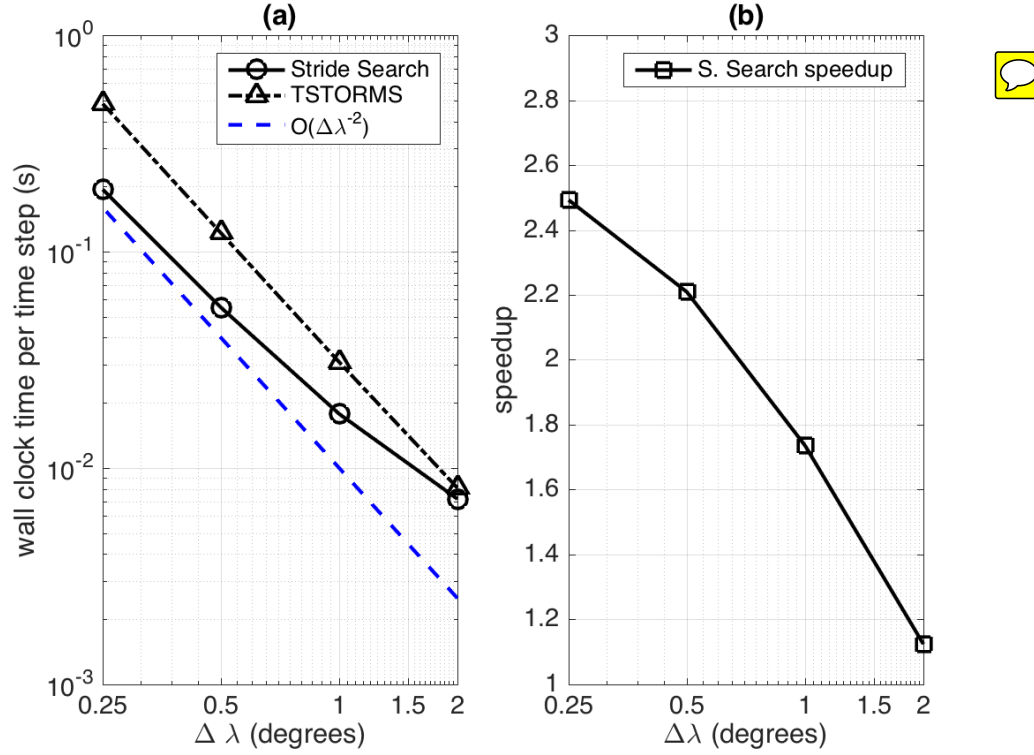 (a)
10^0
10^-1
10^-2
10^-3
wall clock time per time step (s)
Stride Search
TSTORMS
O(Δλ^-2)
0.25
0.5
1
1.5
2
Δ λ (degrees)
(b)
3
2.8
2.6
2.4
2.2
2
1.8
1.6
1.4
1.2
1
speedup
S. Search speedup
0.25
0.5
1
1.5
2
Δλ (degrees)